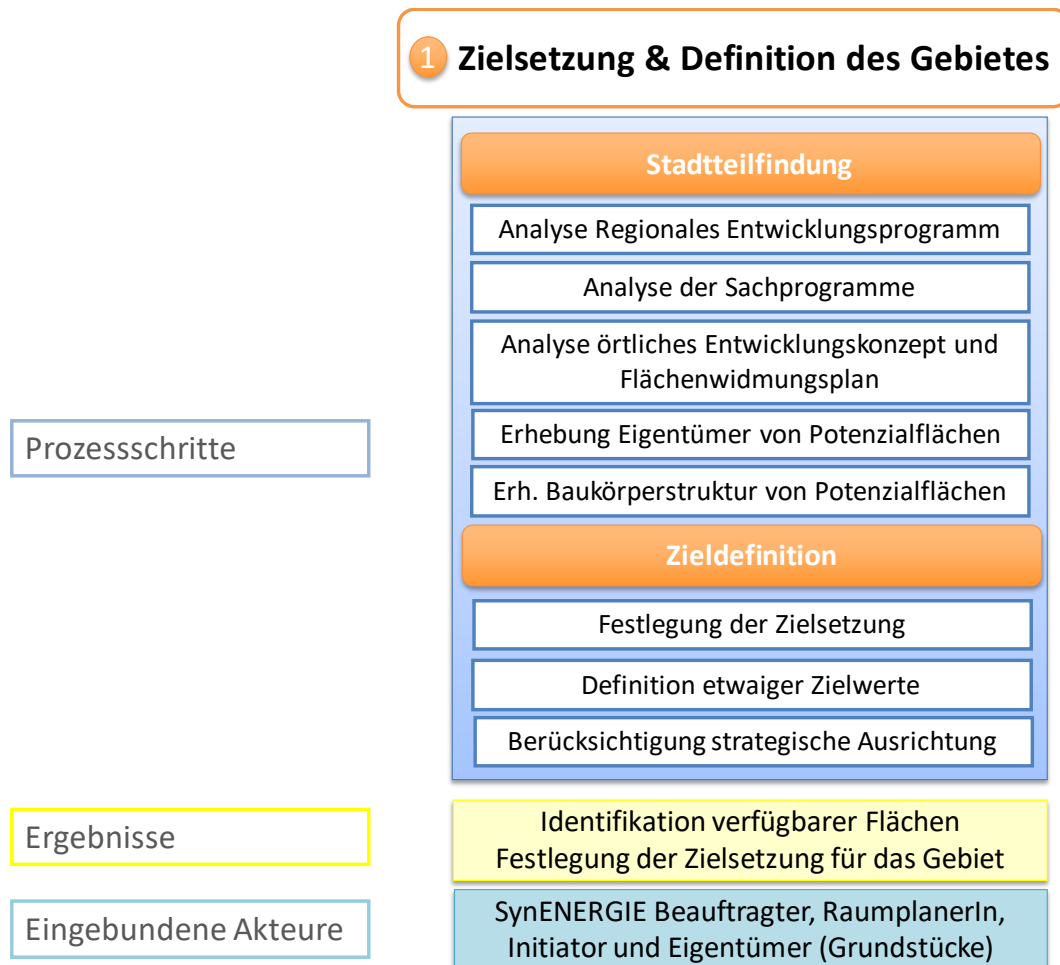 1 Zielsetzung & Definition des Gebietes
Stadtteilfindung
Analyse Regionales Entwicklungsprogramm
Analyse der Sachprogramme
Analyse örtliches Entwicklungskonzept und
Flächenwidmungsplan
Prozessschritte
Erhebung Eigentümer von Potenzialflächen
Erh. Baukörperstruktur von Potenzialflächen
Zieldefinition
Festlegung der Zielsetzung
Definition etwaiger Zielwerte
Berücksichtigung strategische Ausrichtung
Ergebnisse
Identifikation verfügbarer Flächen
Festlegung der Zielsetzung für das Gebiet
Eingebundene Akteure
SynENERGIE Beauftragter, RaumplanerIn,
Initiator und Eigentümer (Grundstücke)